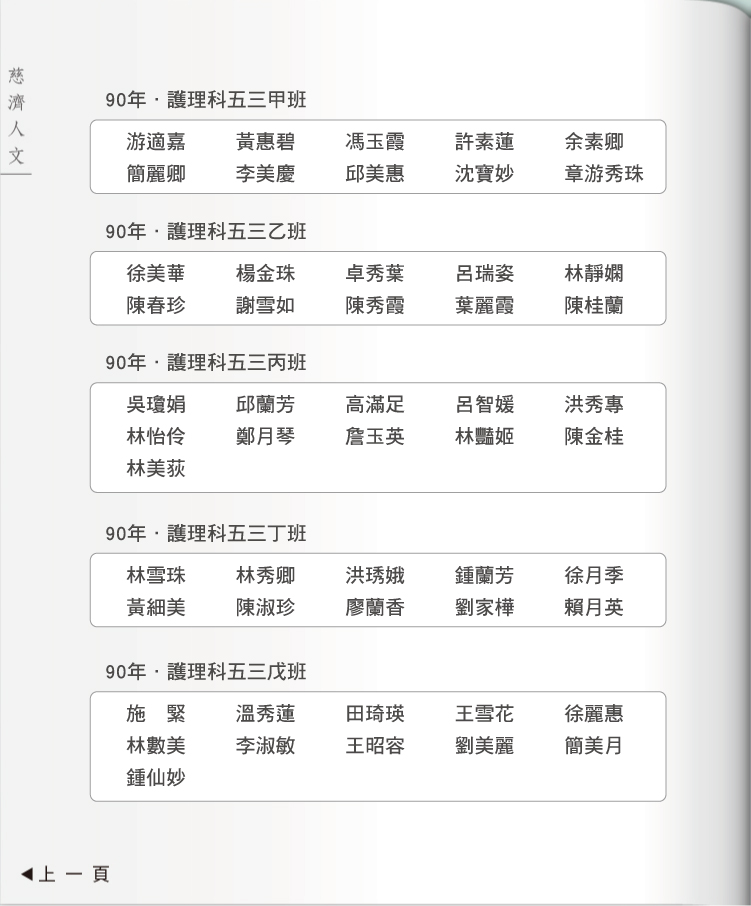 慈濟人文
90年．護理科五三甲班
游適嘉 黃惠碧 馮玉霞 許素蓮 余素卿
簡麗卿 李美慶 邱美惠 沈寶妙 章游秀珠
90年．護理科五三乙班
徐美華 楊金珠 卓秀葉 呂瑞姿 林靜嫻
陳春珍 謝雪如 陳秀霞 葉麗霞 陳桂蘭
90年．護理科五三丙班
吳瓊娟 邱蘭芳 高滿足 呂智媛 洪秀專
林怡伶 鄭月琴 詹玉英 林豔姬 陳金桂
林美荻
90年．護理科五三丁班
林雪珠 林秀卿 洪琇娥 鍾蘭芳 徐月季
黃細美 陳淑珍 廖蘭香 劉家樺 賴月英
90年．護理科五三戊班
施　緊 溫秀蓮 田琦瑛 王雪花 徐麗惠
林數美 李淑敏 王昭容 劉美麗 簡美月
鍾仙妙
◀上一頁